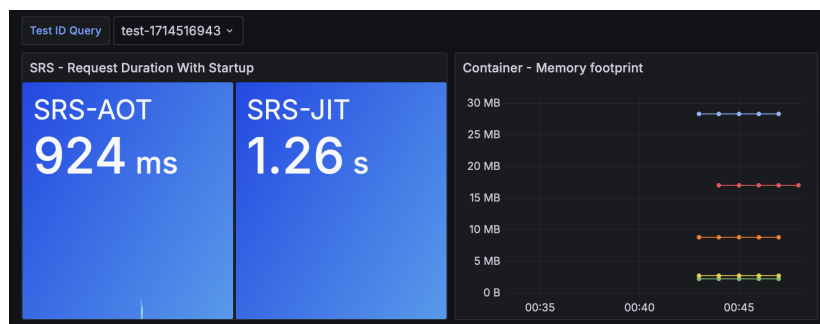 Test ID Query test-1714516943
SRS - Request Duration With Startup
SRS-AOT
924 ms
SRS-JIT
1.26 s
Container - Memory footprint
30 MB
25 MB
20 MB
15 MB
10 MB
5 MB
0 B
00:35 00:40 00:45